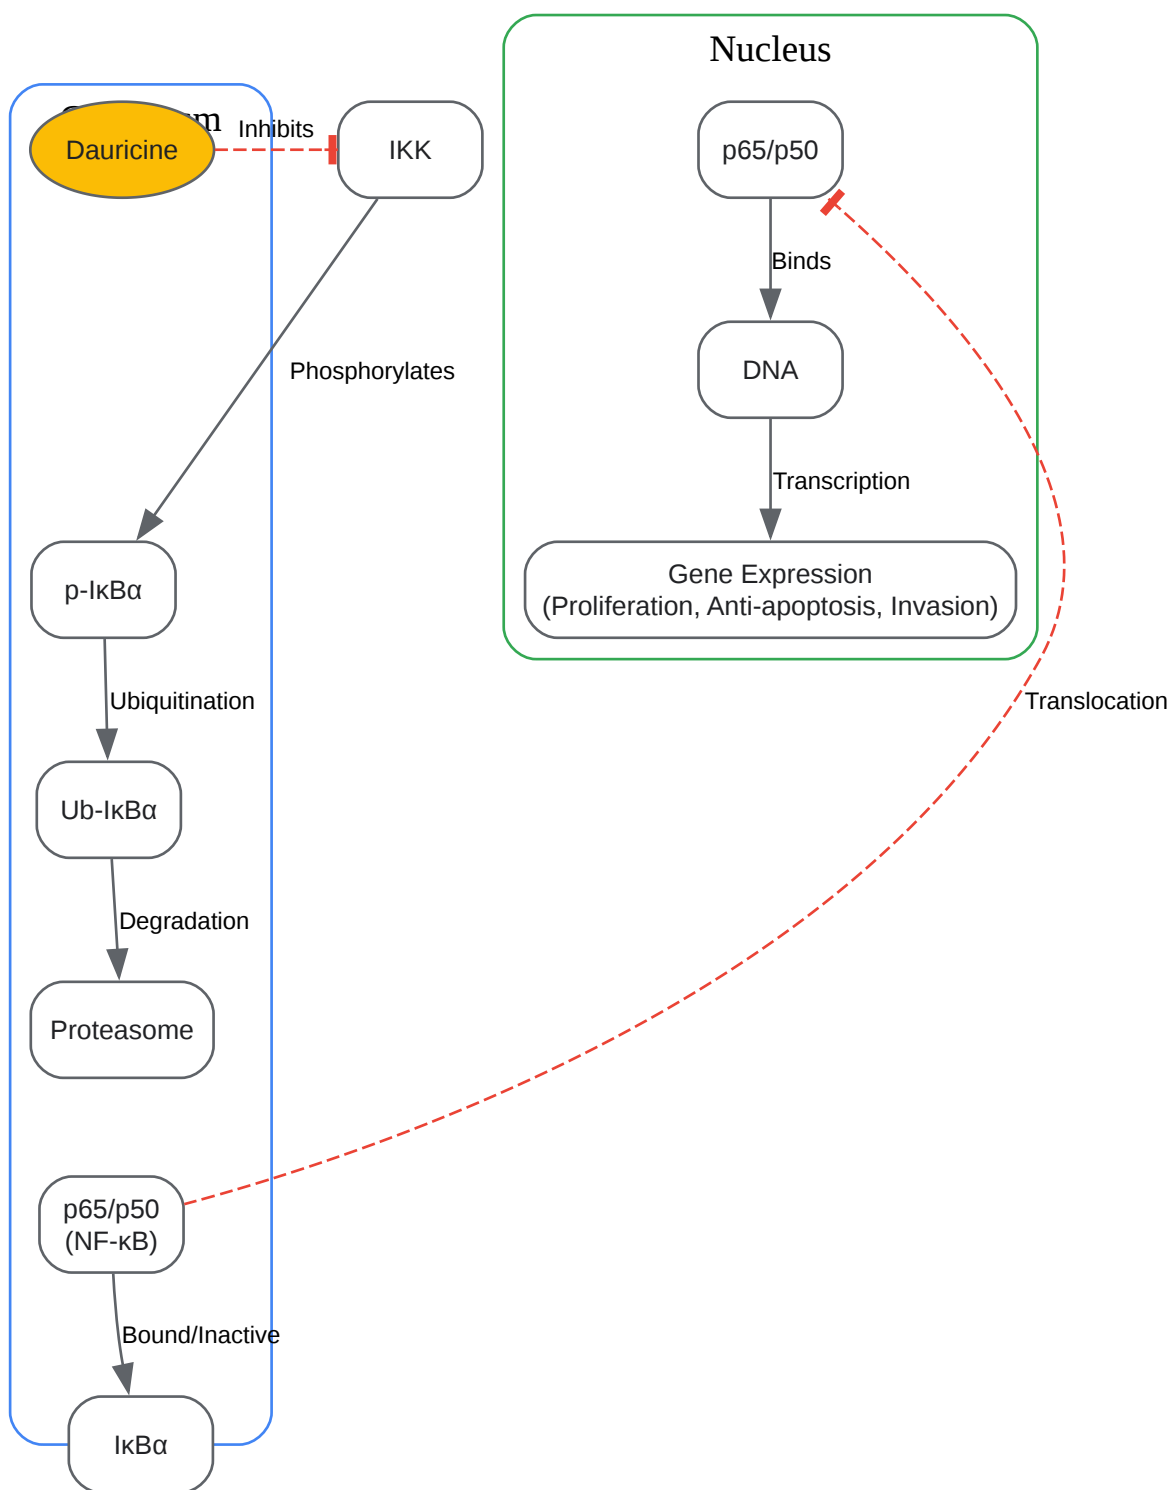 Nucleus
Dauricine
Inhibits
IKK
p65/p50
Binds
Phosphorylates
DNA
Transcription
p-IκBα
Gene Expression
(Proliferation, Anti-apoptosis, Invasion)
Ubiquitination
Translocation
Ub-IκBα
Degradation
Proteasome
p65/p50
(NF-κB)
Bound/Inactive
IκBα